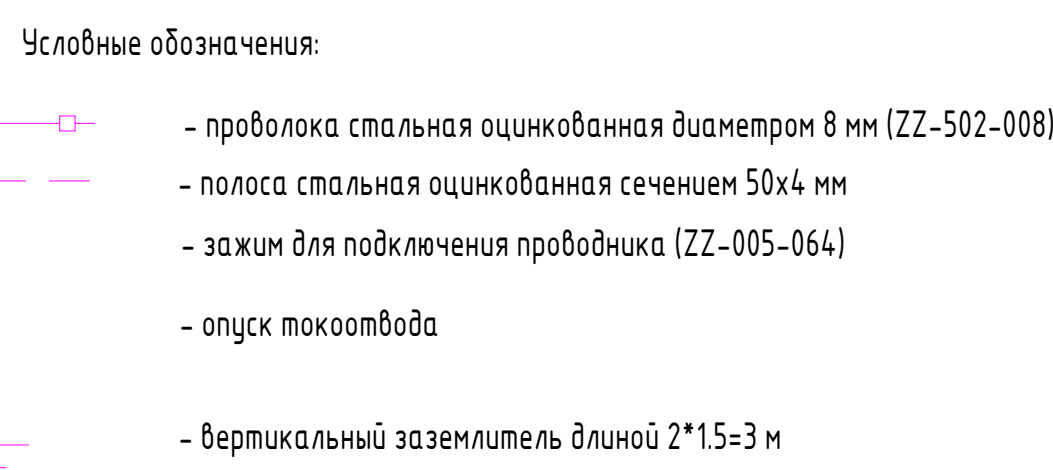 Условные обозначения:
- проволока стальная оцинкованная диаметром 8 мм (ZZ-502-008)
- полоса стальная оцинкованная сечением 50х4 мм
- зажим для подключения проводника (ZZ-005-064)
- опуск токоотвода
- вертикальный заземлитель длиной 2*1.5=3 м